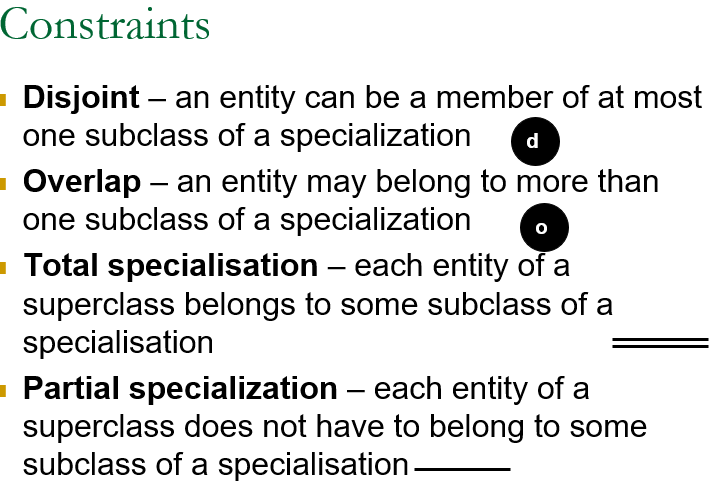 Constraints
Disjoint – an entity can be a member of at most
one subclass of a specialization d
Overlap – an entity may belong to more than
one subclass of a specialization o
Total specialisation – each entity of a
superclass belongs to some subclass of a
specialisation
Partial specialization – each entity of a
superclass does not have to belong to some
subclass of a specialisation